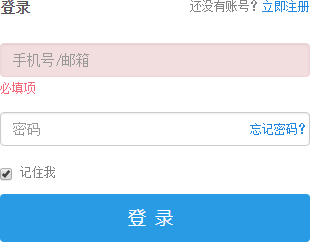 登录 还没有账号？立即注册
手机号/邮箱
必填项
密码 忘记密码？
记住我
登 录